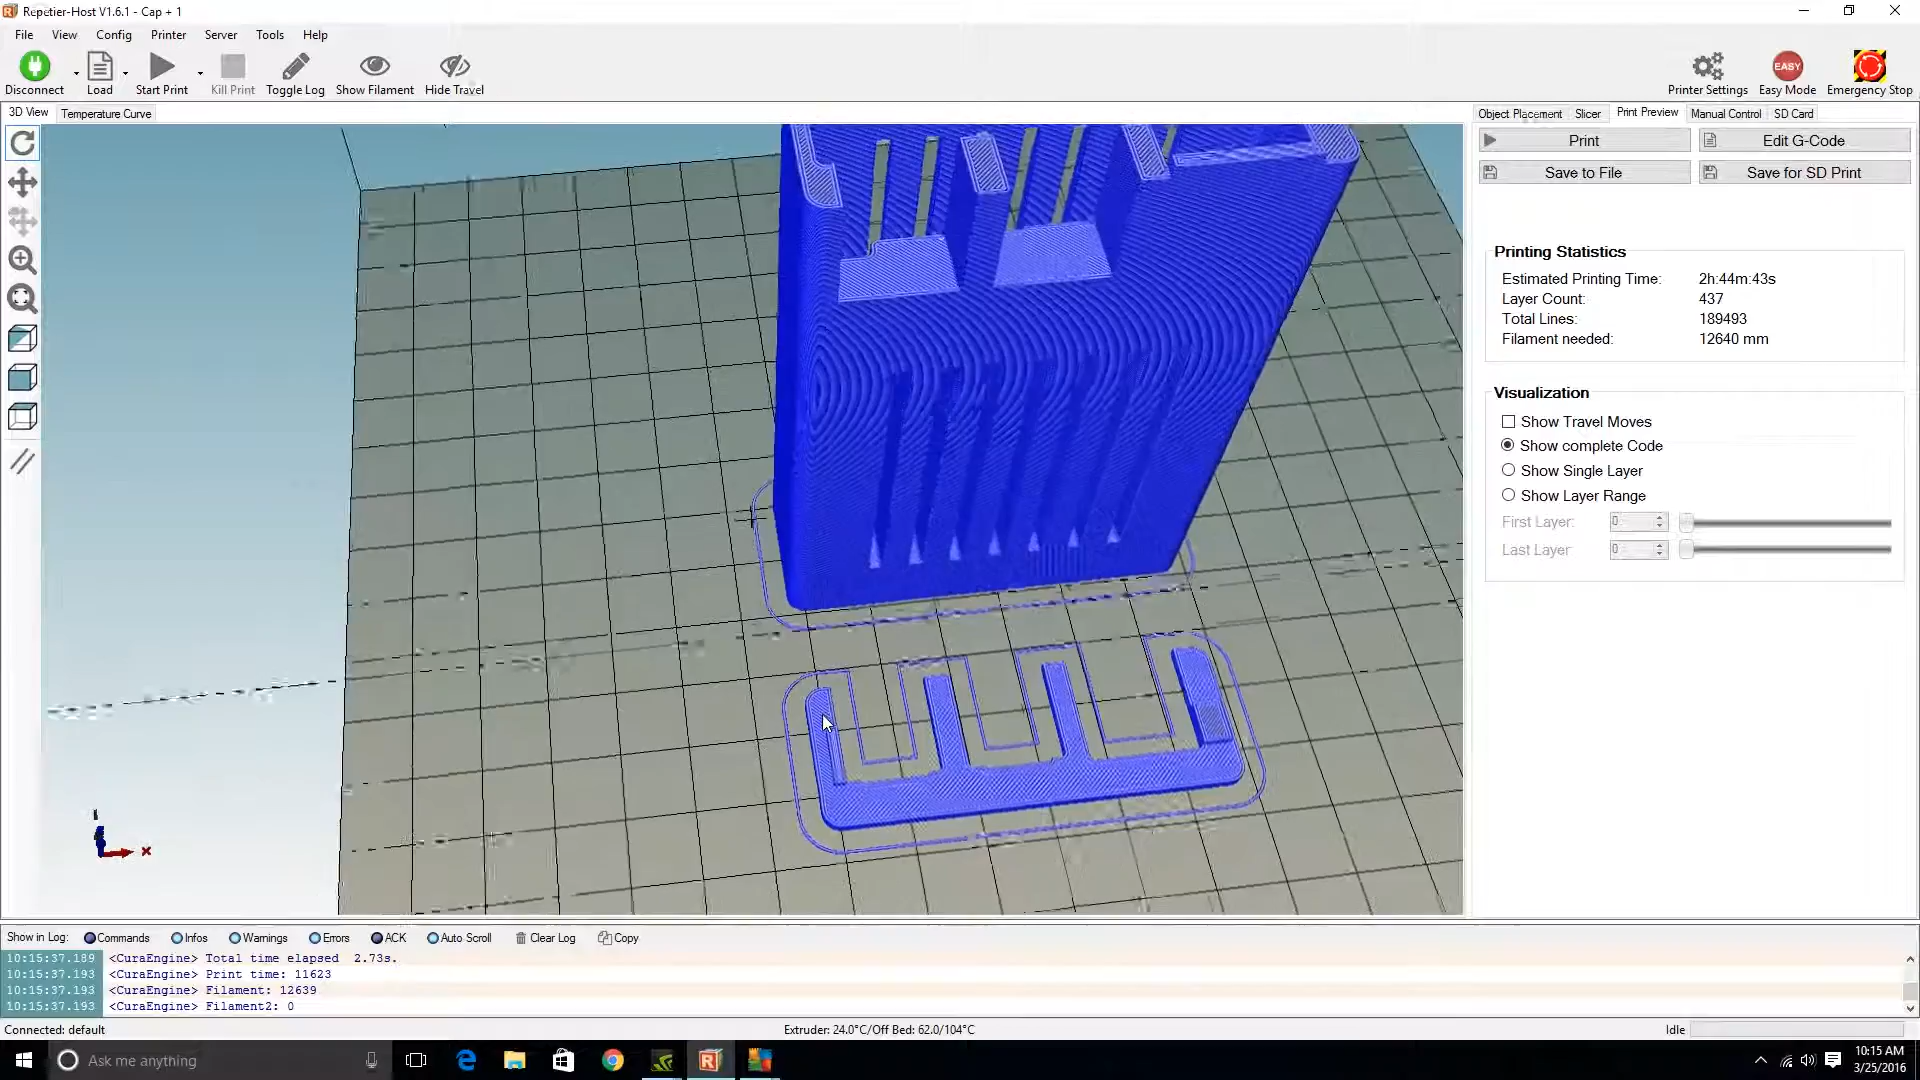 Repetier-Host V1.6.1 - Cap + 1
File View Config Printer Server Tools Help
Disconnect Load Start Print Kill Print Toggle Log Show Filament Hide Travel Printer Settings EASY Easy Mode Emergency Stop
3D View Temperature Curve
Object Placement Slicer Print Preview Manual Control SD Card
Print Edit G-Code
Save to File Save for SD Print
Printing Statistics
Estimated Printing Time: 2h:44m:43s
Layer Count: 437
Total Lines: 189493
Filament needed: 12640 mm
Visualization
Show Travel Moves
Show complete Code
Show Single Layer
Show Layer Range
First Layer: 0
Last Layer: 0
x
Show in Log: Commands Infos Warnings Errors ACK Auto Scroll Clear Log Copy
10:15:37.189 <CuraEngine> Total time elapsed 2.73s.
10:15:37.193 <CuraEngine> Print time: 11623
10:15:37.193 <CuraEngine> Filament: 12639
10:15:37.193 <CuraEngine> Filament2: 0
Connected: default Extruder: 24.0°C/Off Bed: 62.0/104°C Idle
Ask me anything
10:15 AM
3/25/2016